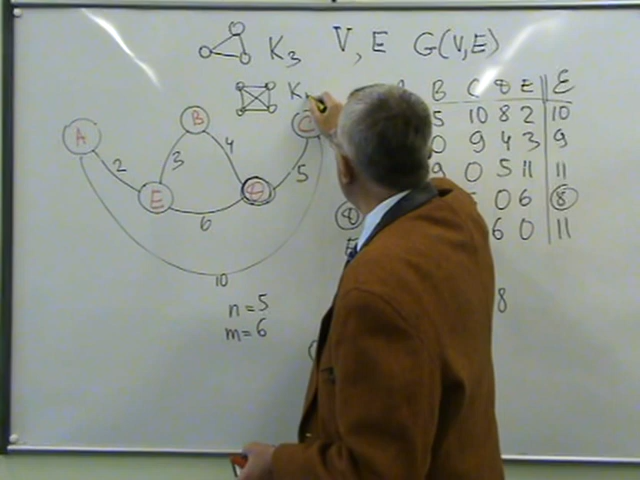 K3 V, E G(V,E)
K
B C D E E
A B C
5 10 8 2 10
0 9 4 3 9
9 0 5 11 11
D 0 6 8
6 0 11
2 3 4 E D 5
6
10
n=5
m=6
8